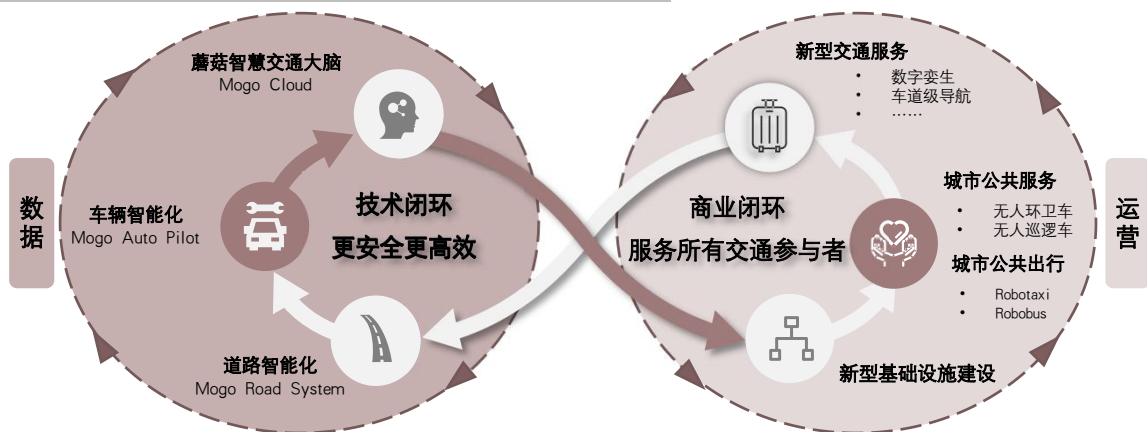 数据
蘑菇智慧交通大脑
Mogo Cloud
车辆智能化
Mogo Auto Pilot
道路智能化
Mogo Road System
技术闭环
更安全更高效
商业闭环
服务所有交通参与者
新型交通服务
• 数字变生
• 车道级导航
• ……
城市公共服务
• 无人环卫车
• 无人巡逻车
城市公共出行
• Robotaxi
• Robobus
新型基础设施建设
运营